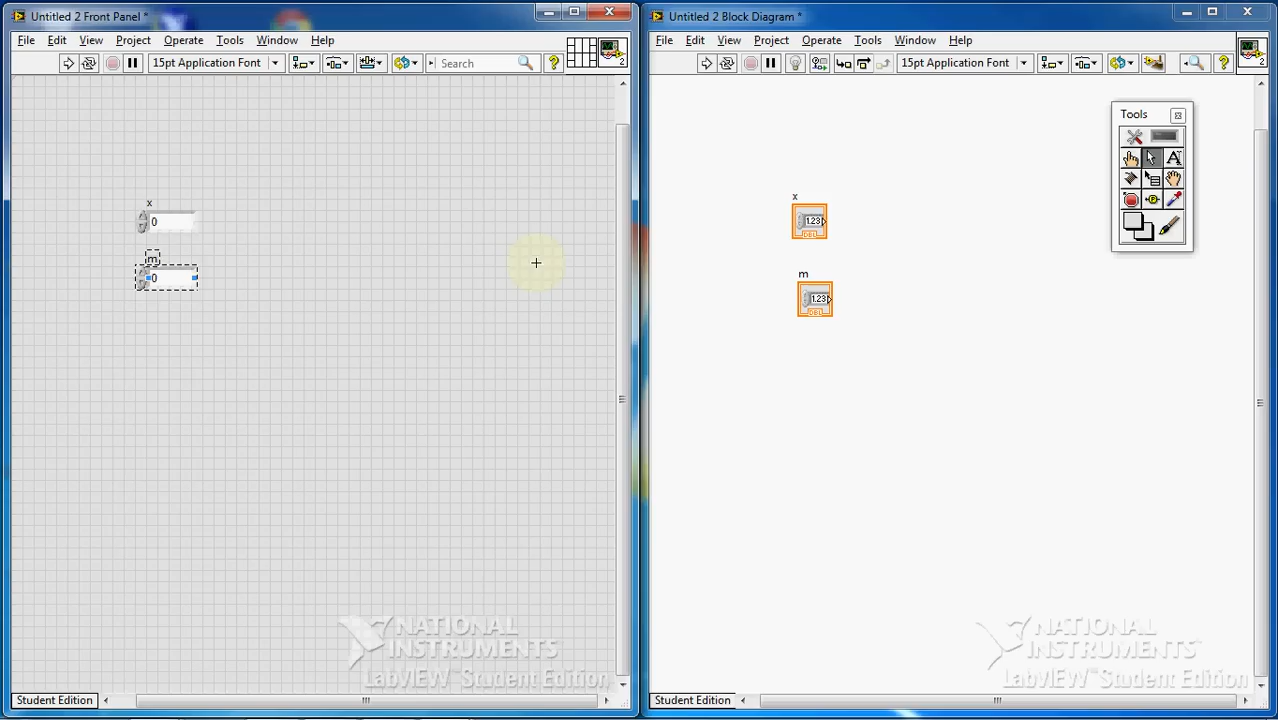 Untitled 2 Front Panel *
File Edit View Project Operate Tools Window Help
15pt Application Font
Search
?
2
x
0
m
0
NATIONAL
INSTRUMENTS
LabVIEW Student Edition
Student Edition
Untitled 2 Block Diagram *
File Edit View Project Operate Tools Window Help
15pt Application Font
?
2
Tools
A
x
1.23
DBL
m
1.23
DBL
NATIONAL
INSTRUMENTS
LabVIEW Student Edition
Student Edition